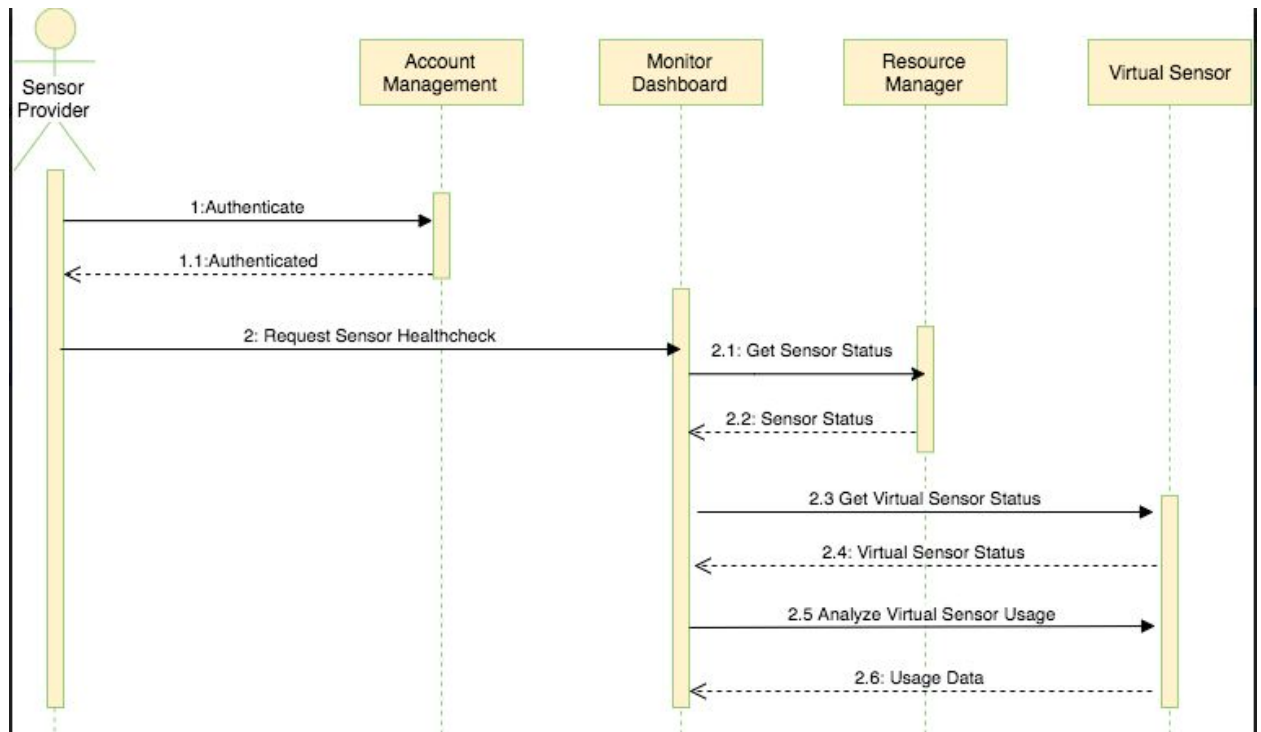 Sensor
Provider
Account
Management
Monitor
Dashboard
Resource
Manager
Virtual Sensor
1:Authenticate
1.1:Authenticated
2: Request Sensor Healthcheck
2.1: Get Sensor Status
2.2: Sensor Status
2.3 Get Virtual Sensor Status
2.4: Virtual Sensor Status
2.5 Analyze Virtual Sensor Usage
2.6: Usage Data